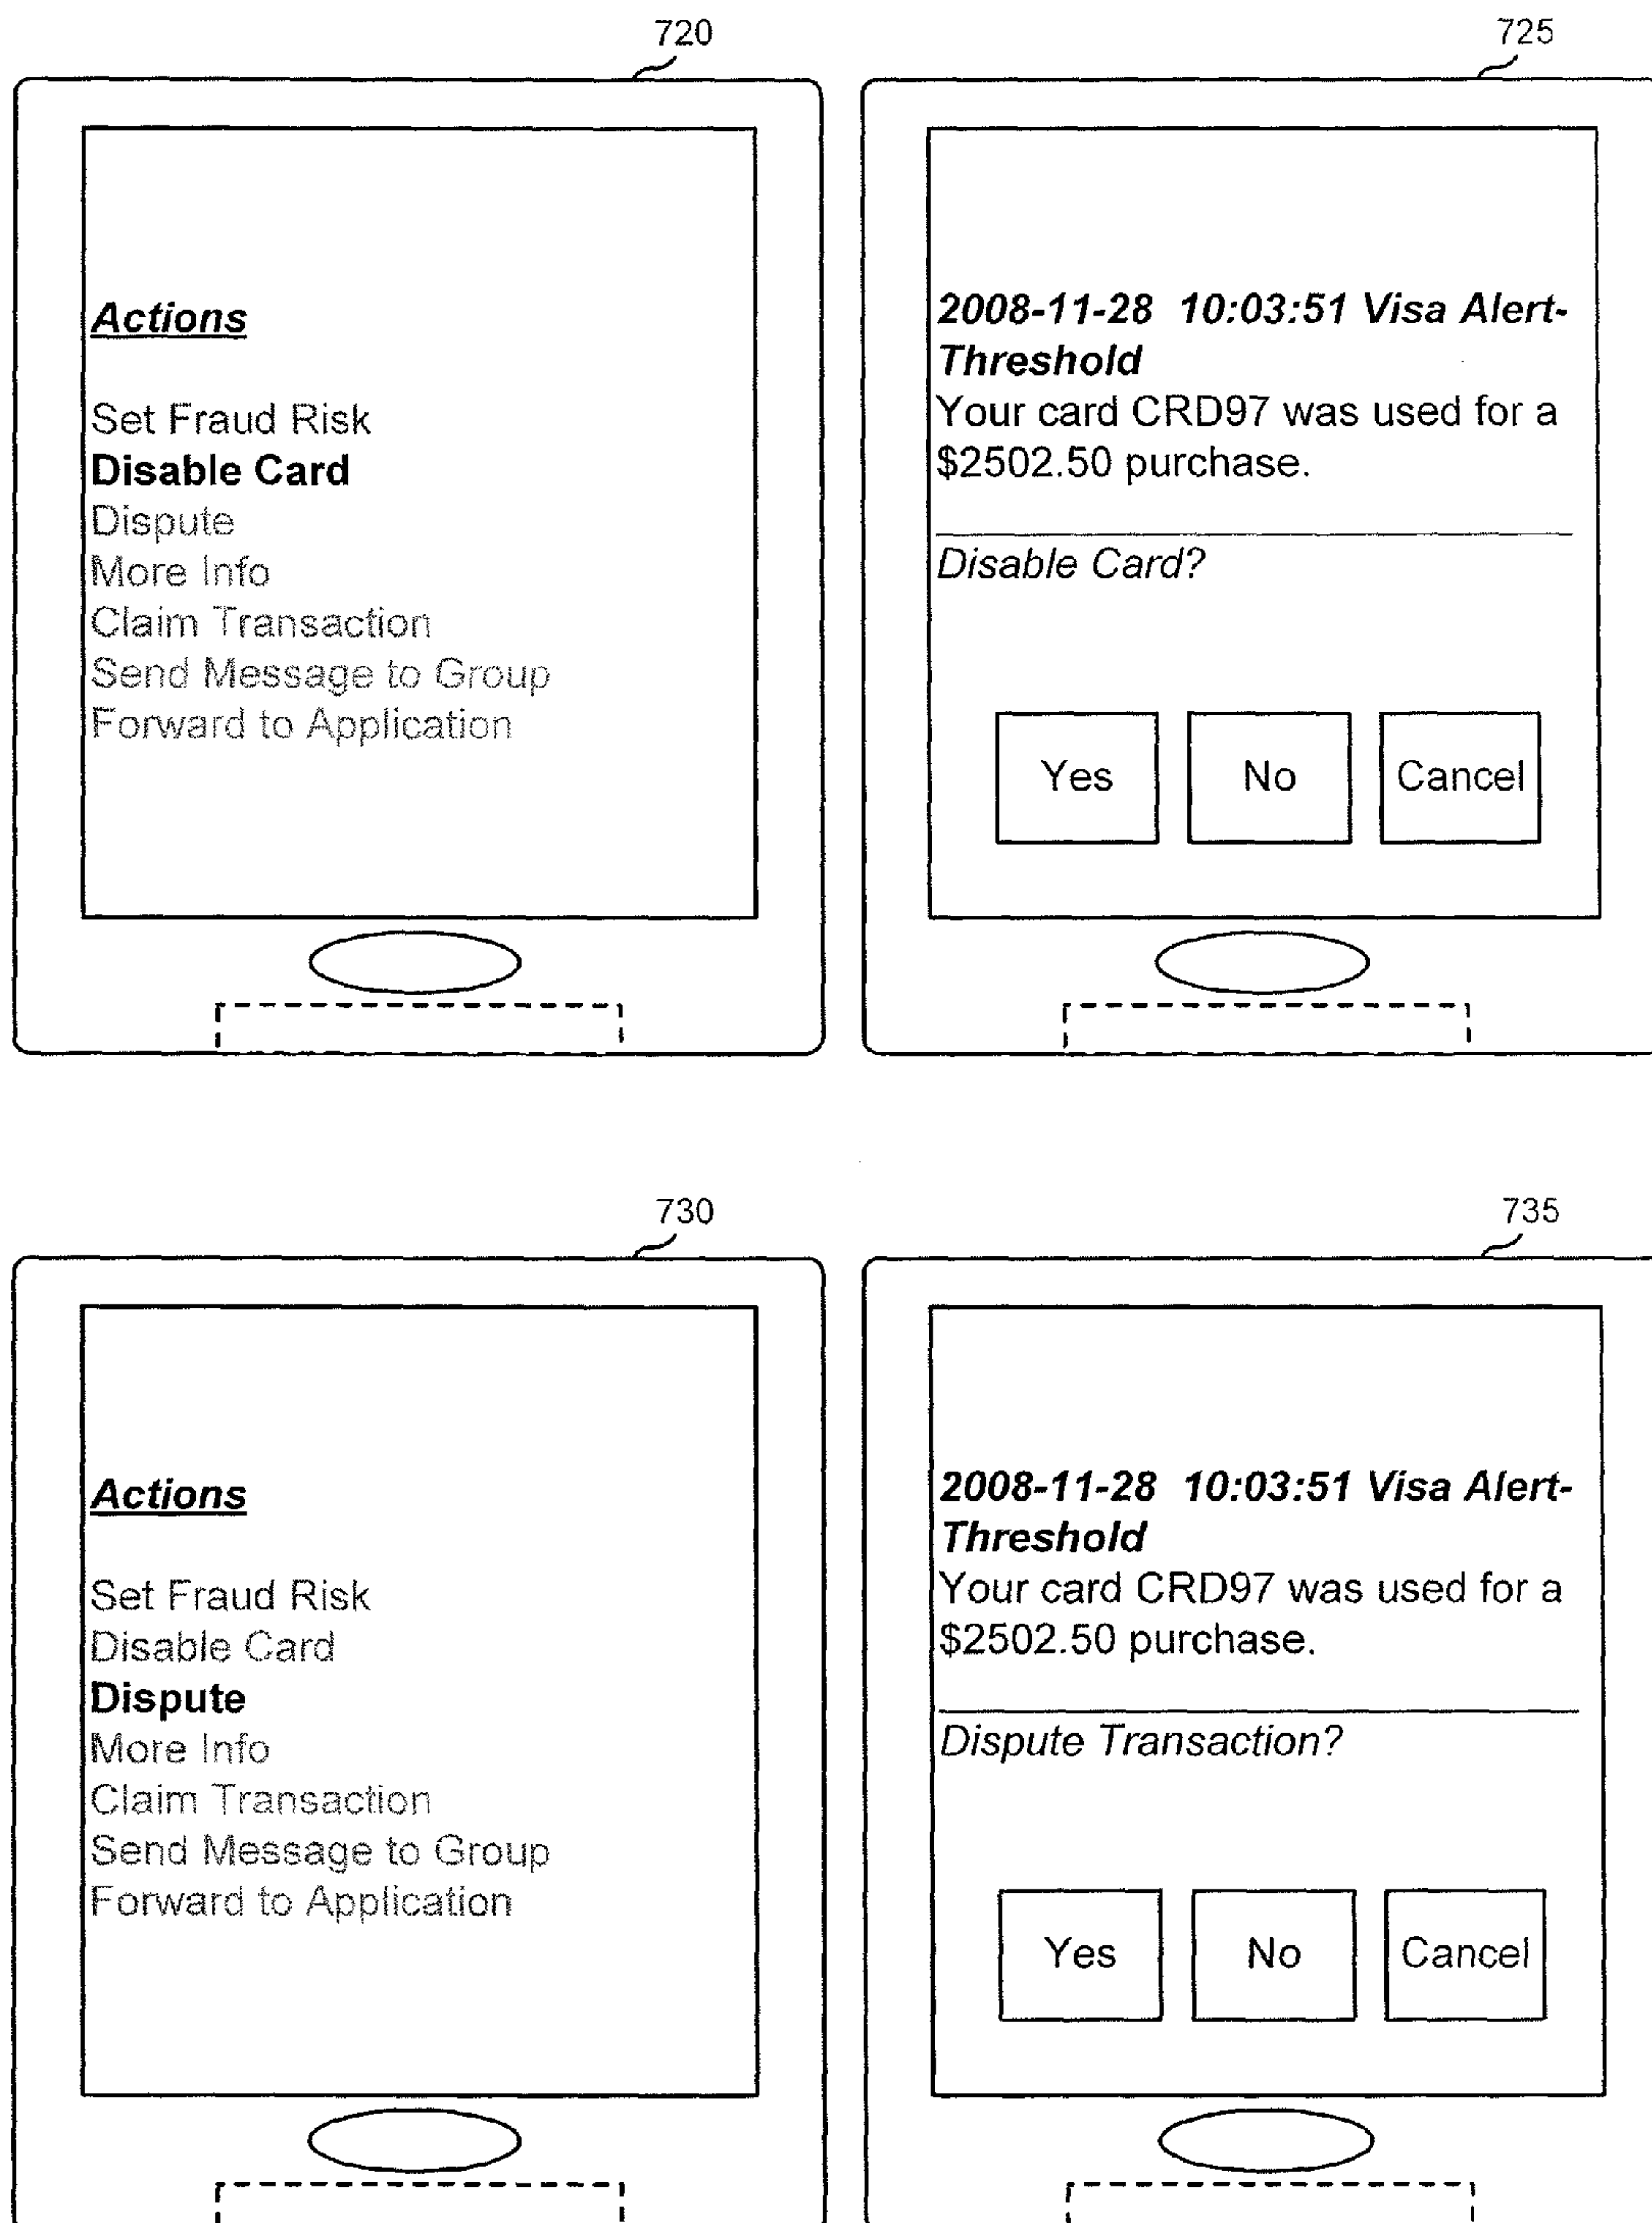 720
Actions
Set Fraud Risk
Disable Card
Dispute
More Info
Claim Transaction
Send Message to Group
Forward to Application
725
2008-11-28 10:03:51 Visa Alert-
Threshold
Your card CRD97 was used for a
$2502.50 purchase.
Disable Card?
Yes No Cancel
730
Actions
Set Fraud Risk
Disable Card
Dispute
More Info
Claim Transaction
Send Message to Group
Forward to Application
735
2008-11-28 10:03:51 Visa Alert-
Threshold
Your card CRD97 was used for a
$2502.50 purchase.
Dispute Transaction?
Yes No Cancel